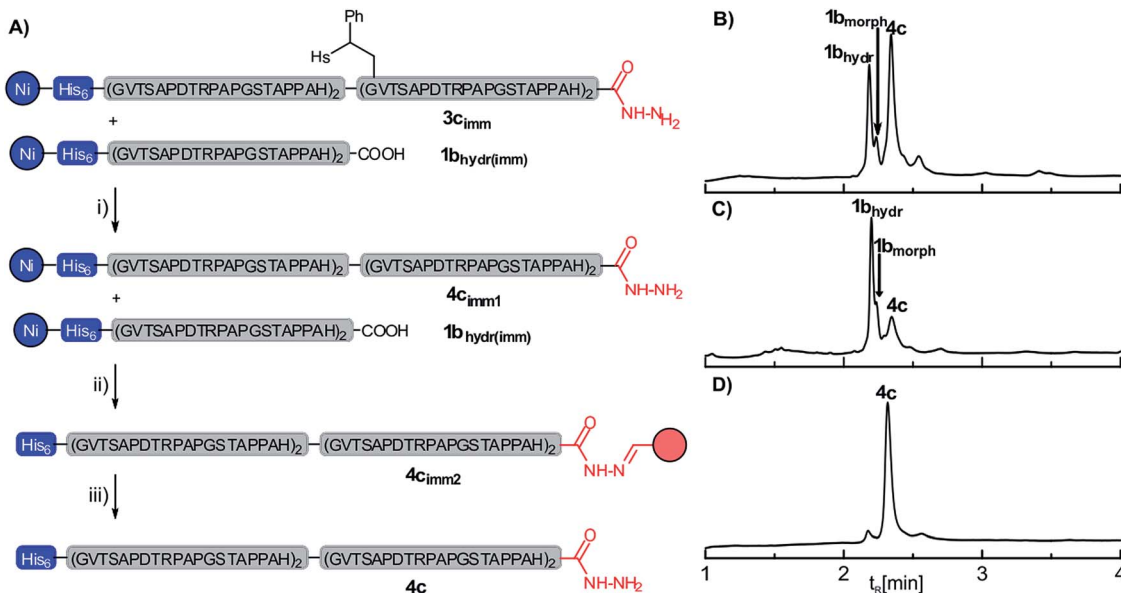 A)
Ph
Hs
Ni His6 (GVTSAPDTRPAPGSTAPPAH)2 (GVTSAPDTRPAPGSTAPPAH)2 O NH-NH2
3cimm
+
Ni His6 (GVTSAPDTRPAPGSTAPPAH)2 COOH 1bhydr(imm)
i)
Ni His6 (GVTSAPDTRPAPGSTAPPAH)2 (GVTSAPDTRPAPGSTAPPAH)2 O NH-NH2
4cimm1
+
Ni His6 (GVTSAPDTRPAPGSTAPPAH)2 COOH 1bhydr(imm)
ii)
His6 (GVTSAPDTRPAPGSTAPPAH)2 (GVTSAPDTRPAPGSTAPPAH)2 O NH-N
4cimm2
iii)
His6 (GVTSAPDTRPAPGSTAPPAH)2 (GVTSAPDTRPAPGSTAPPAH)2 O NH-NH2
4c
B)
1bmorph
4c
1bhydr
C)
1bhydr
1bmorph
4c
D)
4c
1 2 3 4
tR[min]